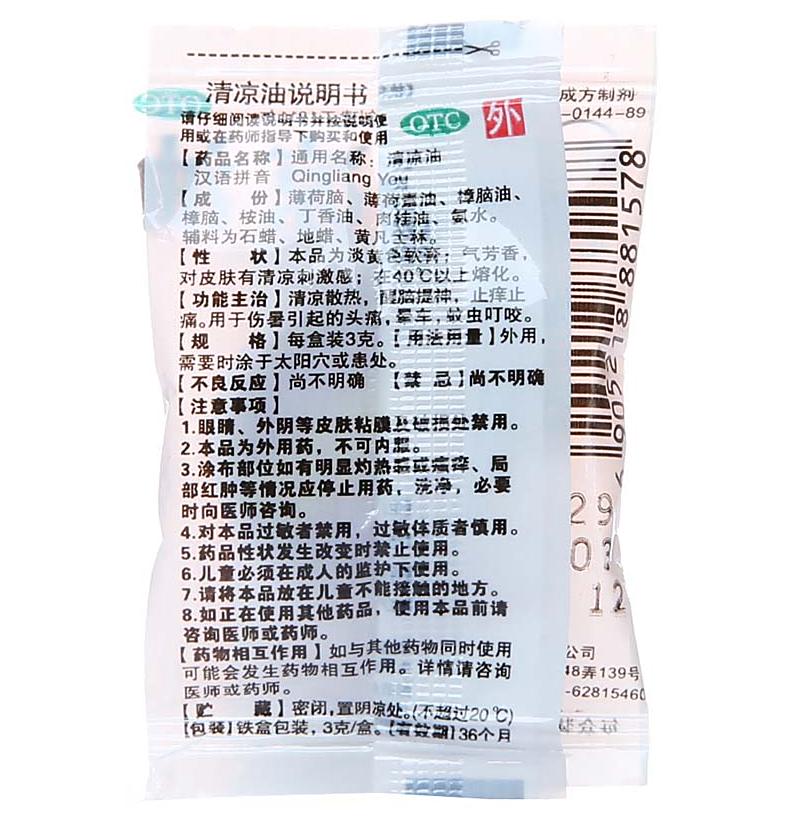 清凉油说明书
OTC
请仔细阅读说明书并按说明使
用或在药师指导下购买和使用
OTC 外
【药品名称】通用名称：清凉油
汉语拼音 Qingliang You
【成 份】薄荷脑、薄荷素油、樟脑油、
樟脑、桉油、丁香油、肉桂油、氨水。
辅料为石蜡、地蜡、黄凡士林。
【性 状】本品为淡黄色软膏；气芳香，
对皮肤有清凉刺激感；在40℃以上熔化。
【功能主治】清凉散热，醒脑提神，止痒止
痛。用于伤暑引起的头痛，晕车，蚊虫叮咬。
【规 格】每盒装3克。【用法用量】外用，
需要时涂于太阳穴或患处。
【不良反应】尚不明确 【禁 忌】尚不明确
【注意事项】
1.眼睛、外阴等皮肤粘膜及破损处禁用。
2.本品为外用药，不可内服。
3.涂布部位如有明显灼热感或瘙痒、局
部红肿等情况应停止用药，洗净，必要
时向医师咨询。
4.对本品过敏者禁用，过敏体质者慎用。
5.药品性状发生改变时禁止使用。
6.儿童必须在成人的监护下使用。
7.请将本品放在儿童不能接触的地方。
8.如正在使用其他药品，使用本品前请
咨询医师或药师。
【药物相互作用】如与其他药物同时使用
可能会发生药物相互作用。详情请咨询
医师或药师。
【贮 藏】密闭，置阴凉处。(不超过20℃)
【包装】铁盒包装，3克/盒。【有效期】36个月
成方制剂
-0144-89
6 905218 881578
29
07
12
公司
48弄139号
-62815460